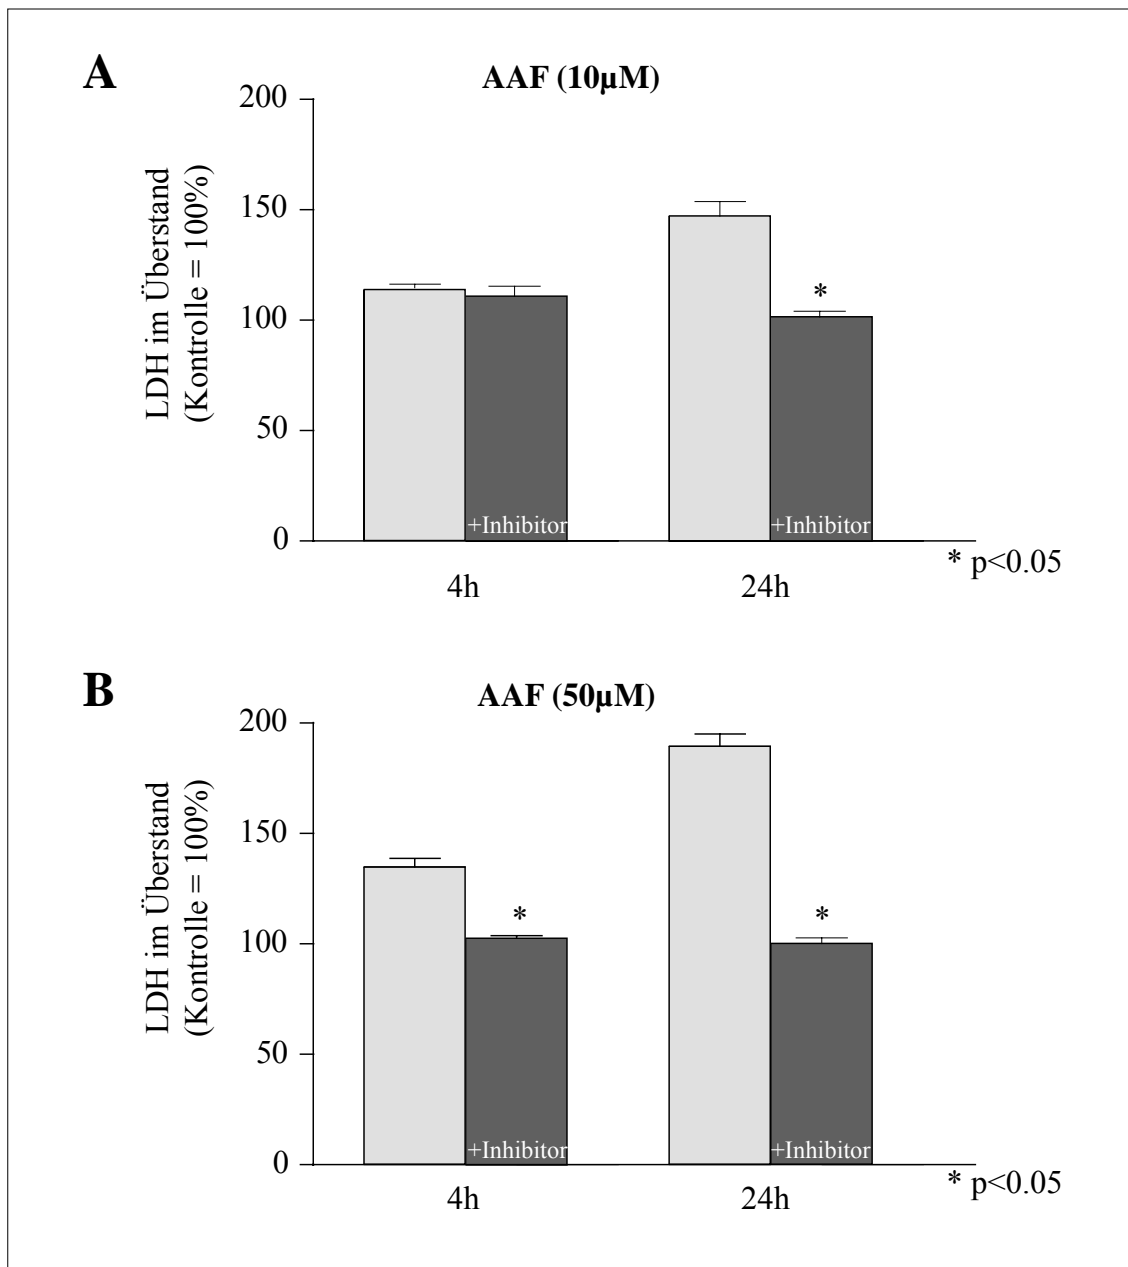 A
AAF (10µM)
LDH im Überstand
(Kontrolle = 100%)
200
150
100
50
0
*
+Inhibitor
+Inhibitor
* p<0.05
4h
24h
B
AAF (50µM)
LDH im Überstand
(Kontrolle = 100%)
200
150
100
50
0
*
*
+Inhibitor
+Inhibitor
* p<0.05
4h
24h